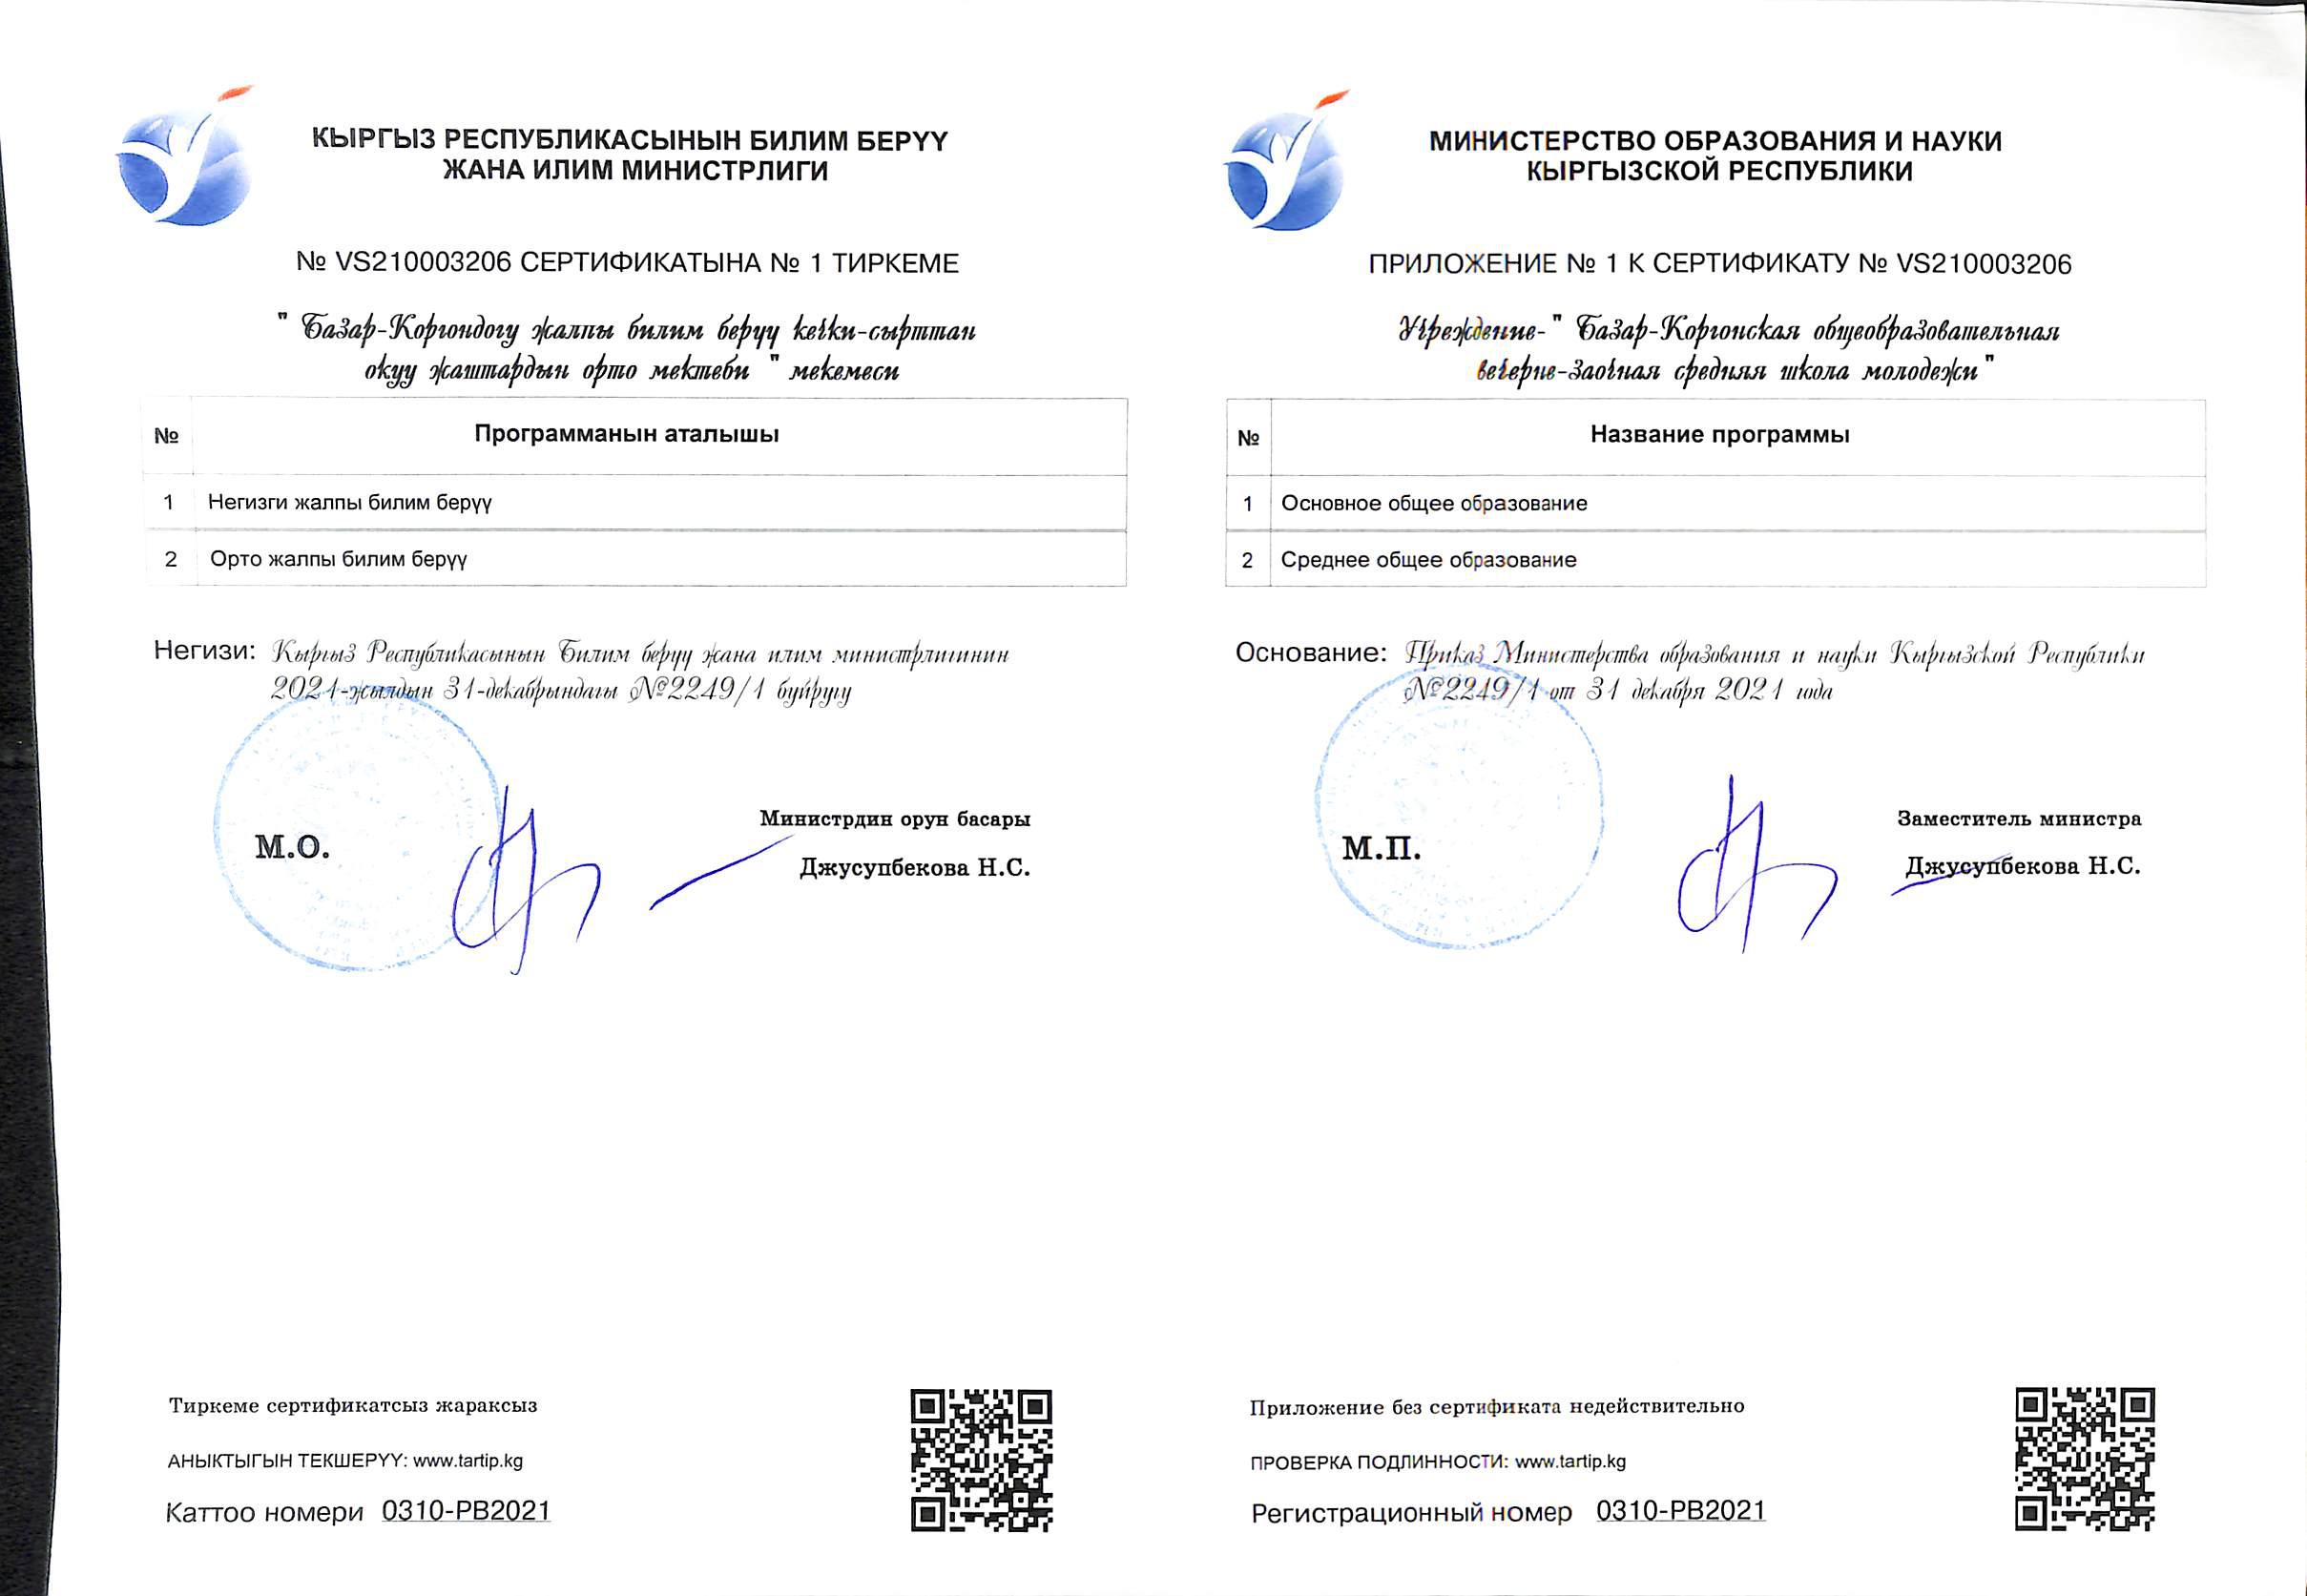 КЫРГЫЗ РЕСПУБЛИКАСЫНЫН БИЛИМ БЕРҮҮ
ЖАНА ИЛИМ МИНИСТРЛИГИ
№ VS210003206 СЕРТИФИКАТЫНА № 1 ТИРКЕМЕ
" Базар-Коргондогу жалпы билим берүү кечки-сырттан
окуу жаштардын орто мектеби " мекемеси
№ Программанын аталышы
1 Негизги жалпы билим берүү
2 Орто жалпы билим берүү
Негизи: Кыргыз Республикасынын Билим берүү жана илим министрлигинин
2021-жылдын 31-декабрындагы №2249/1 буйругу
М.О.
Министрдин орун басары
Джусупбекова Н.С.
Тиркеме сертификатсыз жараксыз
АНЫКТЫГЫН ТЕКШЕРҮҮ: www.tartip.kg
Каттоо номери 0310-РВ2021
МИНИСТЕРСТВО ОБРАЗОВАНИЯ И НАУКИ
КЫРГЫЗСКОЙ РЕСПУБЛИКИ
ПРИЛОЖЕНИЕ № 1 К СЕРТИФИКАТУ № VS210003206
Учреждение-" Базар-Коргонская общеобразовательная
вечерне-заочная средняя школа молодежи "
№ Название программы
1 Основное общее образование
2 Среднее общее образование
Основание: Приказ Министерства образования и науки Кыргызской Республики
№2249/1 от 31 декабря 2021 года
М.П.
Заместитель министра
Джусупбекова Н.С.
Приложение без сертификата недействительно
ПРОВЕРКА ПОДЛИННОСТИ: www.tartip.kg
Регистрационный номер 0310-РВ2021